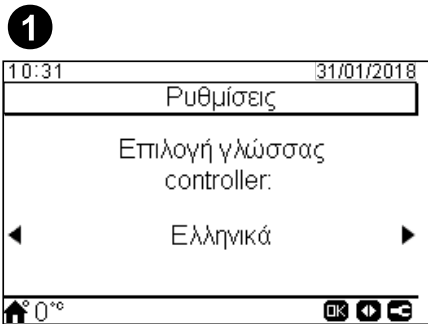 1
10:31 31/01/2018
Ρυθμίσεις
Επιλογή γλώσσας
controller:
Ελληνικά
0°C OK